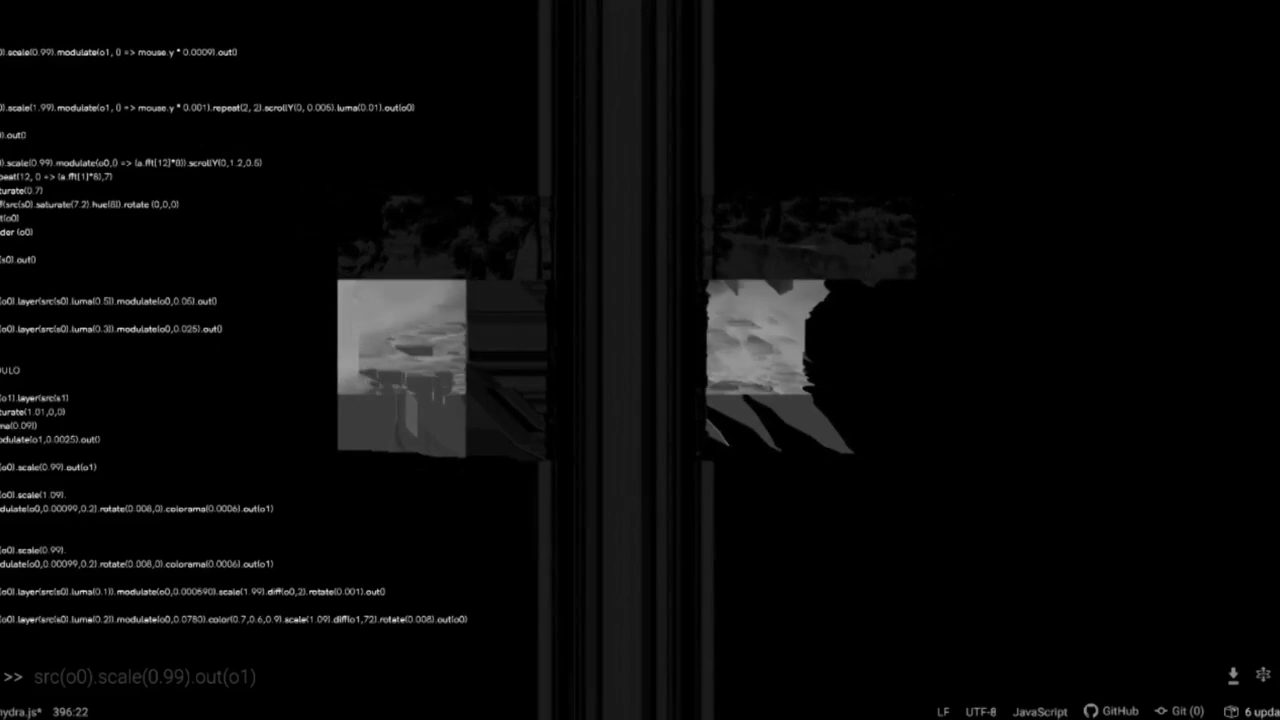 ).scale(0.99).modulate(o1, () => mouse.y * 0.0009).out()
).scale(1.99).modulate(o1, () => mouse.y * 0.001).repeat(2, 2).scrollY(0, 0.005).luma(0.01).out(o0)
).out()
).scale(0.99).modulate(o0,() => (a.fft[12]*8)).scrollY(0,1.2,0.5)
peat(12, () => (a.fft[1]*8),7)
turate(0.7)
f(src(s0).saturate(7.2).hue(8)).rotate (0,0,0)
t(o0)
der (o0)
s0).out()
(o0).layer(src(s0).luma(0.5)).modulate(o0,0.05).out()
(o0).layer(src(s0).luma(0.3)).modulate(o0,0.025).out()
ULO
(o1).layer(src(s1)
turate(1.01,0,0)
ma(0.09))
odulate(o1,0.0025).out()
(o0).scale(0.99).out(o1)
(o0).scale(1.09).
dulate(o0,0.00099,0.2).rotate(0.008,0).colorama(0.0006).out(o1)
(o0).scale(0.99).
dulate(o0,0.00099,0.2).rotate(0.008,0).colorama(0.0006).out(o1)
(o0).layer(src(s0).luma(0.1)).modulate(o0,0.000690).scale(1.99).diff(o0,2).rotate(0.001).out()
(o0).layer(src(s0).luma(0.2)).modulate(o0,0.0780).color(0.7,0.6,0.9).scale(1.09).diff(o1,72).rotate(0.008).out(o0)
>> src(o0).scale(0.99).out(o1)
nydra.js* 396:22 LF UTF-8 JavaScript GitHub Git (0) 6 upda